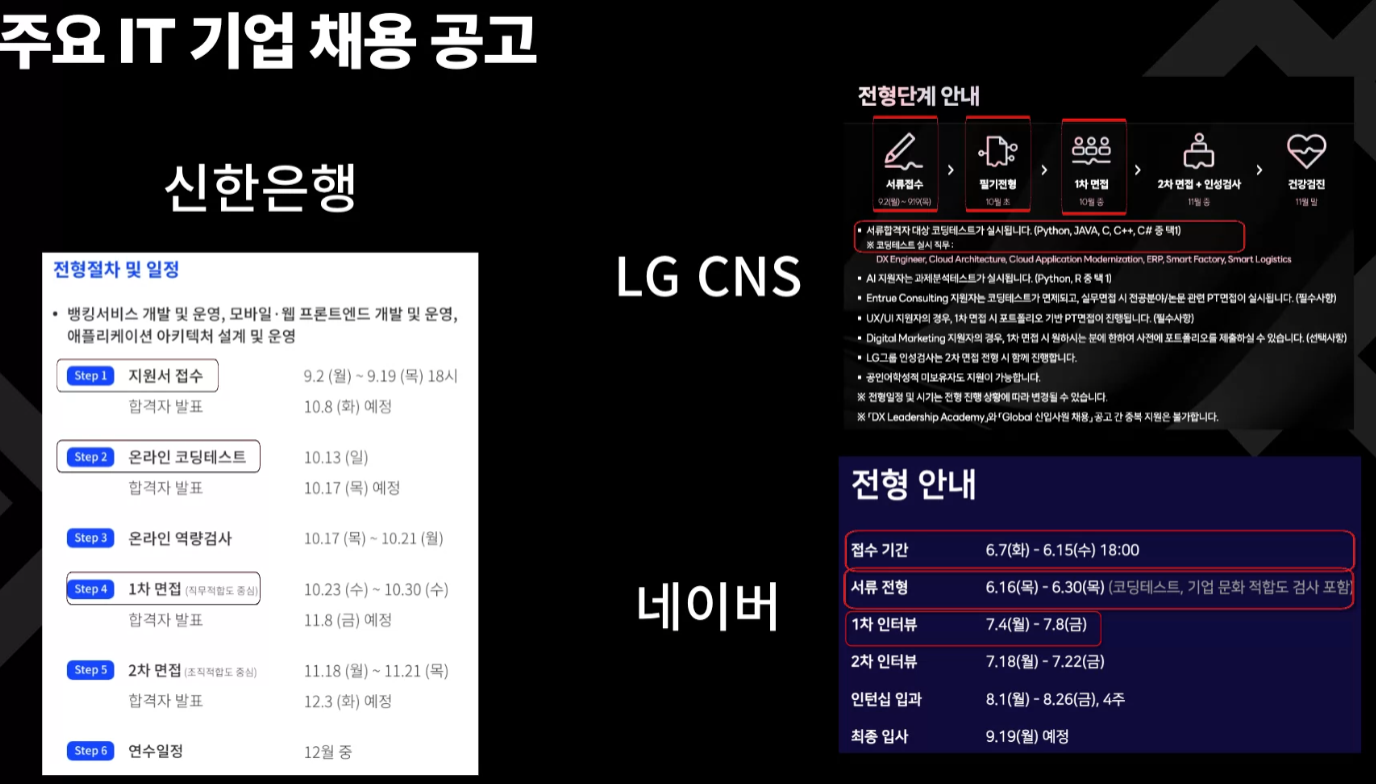 주요 IT 기업 채용 공고
신한은행
전형절차 및 일정
• 뱅킹서비스 개발 및 운영, 모바일·웹 프론트엔드 개발 및 운영,
애플리케이션 아키텍처 설계 및 운영
Step 1 지원서 접수 9.2 (월) ~ 9.19 (목) 18시
합격자 발표 10.8 (화) 예정
Step 2 온라인 코딩테스트 10.13 (일)
합격자 발표 10.17 (목) 예정
Step 3 온라인 역량검사 10.17 (목) ~ 10.21 (월)
Step 4 1차 면접 (직무적합도 중심) 10.23 (수) ~ 10.30 (수)
합격자 발표 11.8 (금) 예정
Step 5 2차 면접 (조직적합도 중심) 11.18 (월) ~ 11.21 (목)
합격자 발표 12.3 (화) 예정
Step 6 연수일정 12월 중
LG CNS
전형단계 안내
서류접수 > 필기전형 > 1차 면접 > 2차 면접 + 인성검사 > 건강검진
9.2(월) ~ 9.19(목) 10월 초 10월 중 11월 중 11월 말
▪ 서류합격자 대상 코딩테스트가 실시됩니다. (Python, JAVA, C, C++, C# 중 택1)
※ 코딩테스트 실시 직무 :
DX Engineer, Cloud Architecture, Cloud Application Modernization, ERP, Smart Factory, Smart Logistics
▪ AI 지원자는 과제분석테스트가 실시됩니다. (Python, R 중 택 1)
▪ Entrue Consulting 지원자는 코딩테스트가 면제되고, 실무면접 시 전공분야/논문 관련 PT면접이 실시됩니다. (필수사항)
▪ UX/UI 지원자의 경우, 1차 면접 시 포트폴리오 기반 PT면접이 진행됩니다. (필수사항)
▪ Digital Marketing 지원자의 경우, 1차 면접 시 원하시는 분에 한하여 사전에 포트폴리오를 제출하실 수 있습니다. (선택사항)
▪ LG그룹 인성검사는 2차 면접 전형 시 함께 진행합니다.
▪ 공인어학성적 미보유자도 지원이 가능합니다.
※ 전형일정 및 시기는 전형 진행 상황에 따라 변경될 수 있습니다.
※ 「DX Leadership Academy」와 「Global 신입사원 채용」 공고 간 중복 지원은 불가합니다.
네이버
전형 안내
접수 기간 6.7(화) - 6.15(수) 18:00
서류 전형 6.16(목) - 6.30(목) (코딩테스트, 기업 문화 적합도 검사 포함)
1차 인터뷰 7.4(월) - 7.8(금)
2차 인터뷰 7.18(월) - 7.22(금)
인턴십 입과 8.1(월) - 8.26(금), 4주
최종 입사 9.19(월) 예정